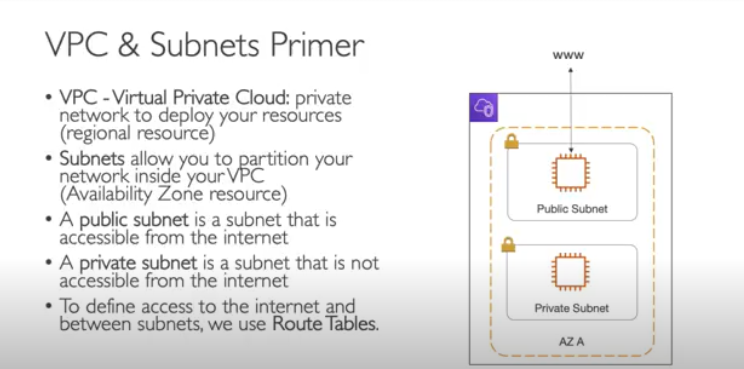 VPC & Subnets Primer
• VPC - Virtual Private Cloud: private
network to deploy your resources
(regional resource)
• Subnets allow you to partition your
network inside your VPC
(Availability Zone resource)
• A public subnet is a subnet that is
accessible from the internet
• A private subnet is a subnet that is not
accessible from the internet
• To define access to the internet and
between subnets, we use Route Tables.
www
Public Subnet
Private Subnet
AZ A